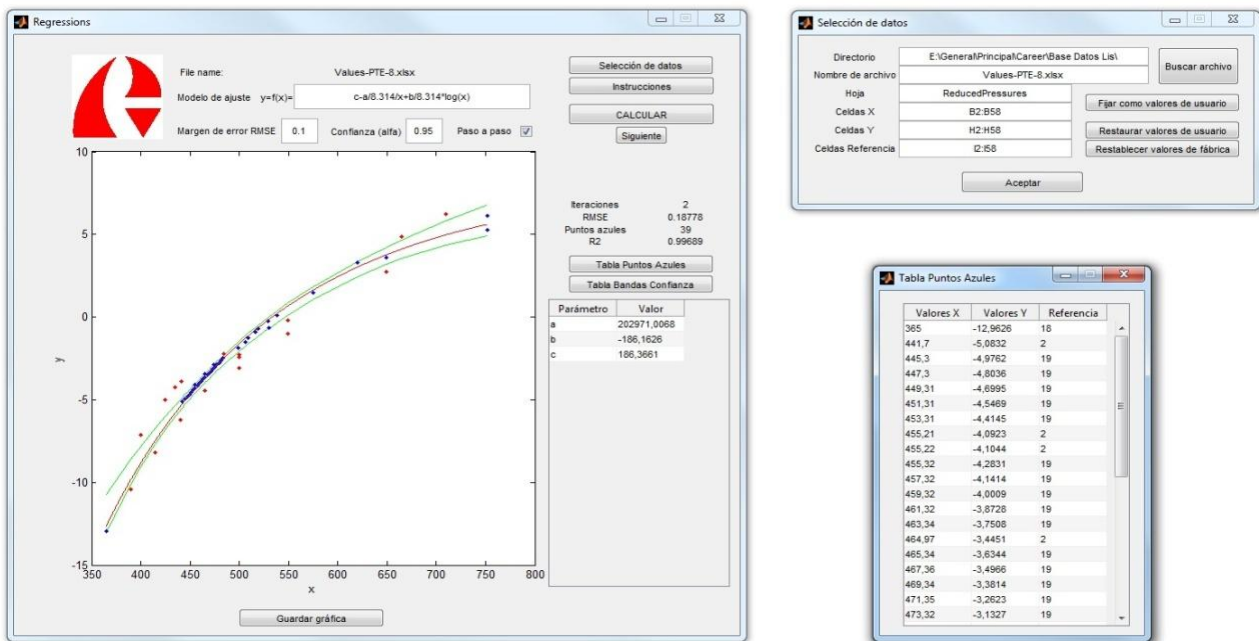 Regressions
File name: Values-PTE-8.xlsx
Modelo de ajuste y=f(x)= c-a/8.314/x+b/8.314*log(x)
Margen de error RMSE 0.1 Confianza (alfa) 0.95 Paso a paso
Selección de datos
Instrucciones
CALCULAR
Siguiente
10
5
0
-5
-10
-15
y
350 400 450 500 550 600 650 700 750 800
x
Guardar gráfica
Iteraciones 2
RMSE 0.18778
Puntos azules 39
R2 0.99689
Tabla Puntos Azules
Tabla Bandas Confianza
Parámetro Valor
a 202971,0068
b -186,1626
c 186,3661
Selección de datos
Directorio E:\General\Principal\Career\Base Datos Lis\
Nombre de archivo Values-PTE-8.xlsx
Hoja ReducedPressures
Celdas X B2:B58
Celdas Y H2:H58
Celdas Referencia I2:I58
Buscar archivo
Fijar como valores de usuario
Restaurar valores de usuario
Restablecer valores de fábrica
Aceptar
Tabla Puntos Azules
Valores X Valores Y Referencia
365 -12,9626 18
441,7 -5,0832 2
445,3 -4,9762 19
447,3 -4,8036 19
449,31 -4,6995 19
451,31 -4,5469 19
453,31 -4,4145 19
455,21 -4,0923 2
455,22 -4,1044 2
455,32 -4,2831 19
457,32 -4,1414 19
459,32 -4,0009 19
461,32 -3,8728 19
463,34 -3,7508 19
464,97 -3,4451 2
465,34 -3,6344 19
467,36 -3,4966 19
469,34 -3,3814 19
471,35 -3,2623 19
473,32 -3,1327 19